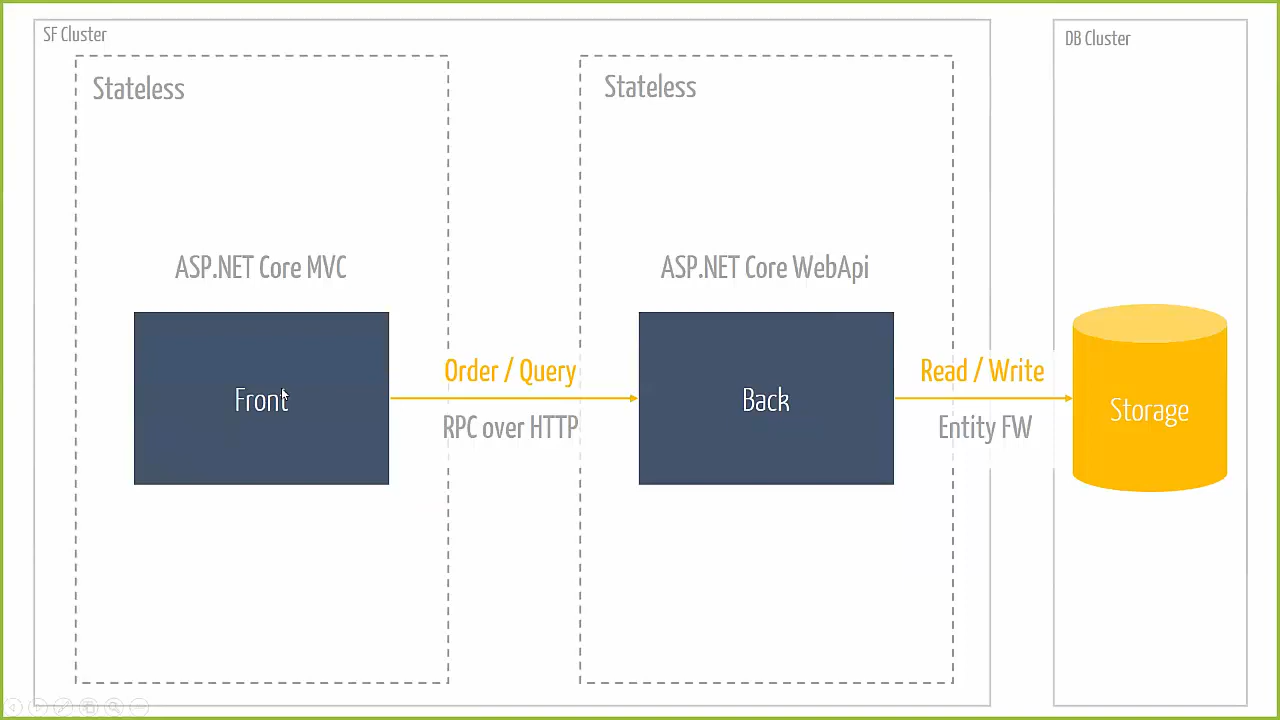 SF Cluster
DB Cluster
Stateless
Stateless
ASP.NET Core MVC
ASP.NET Core WebApi
Front
Order / Query
RPC over HTTP
Back
Read / Write
Entity FW
Storage